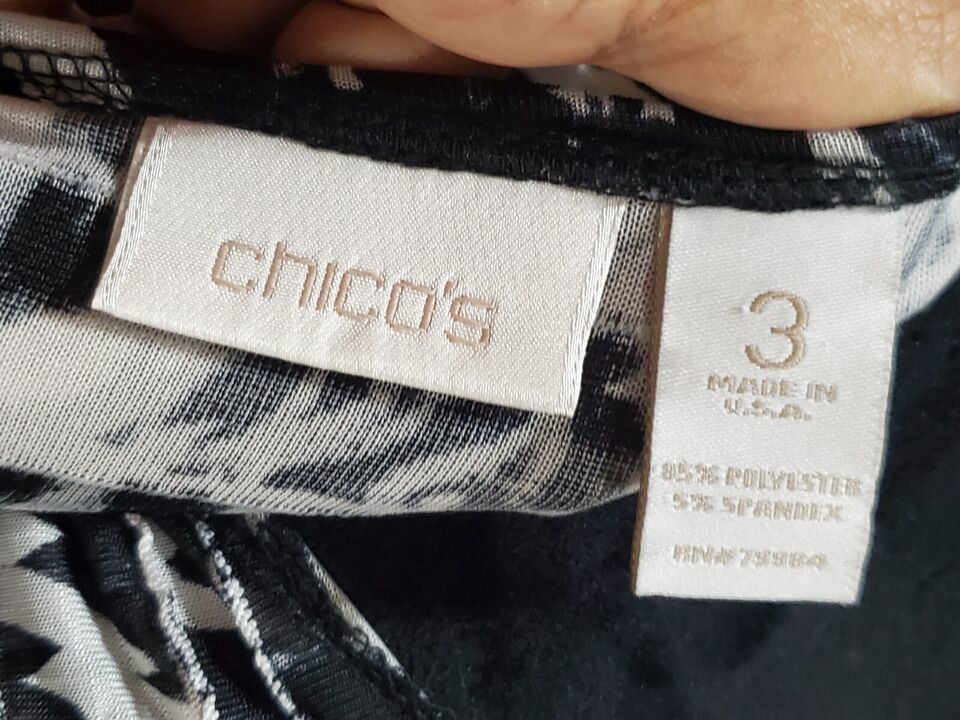 chico's
3
MADE IN
U.S.A.
95% POLYESTER
5% SPANDEX
RN# 79984